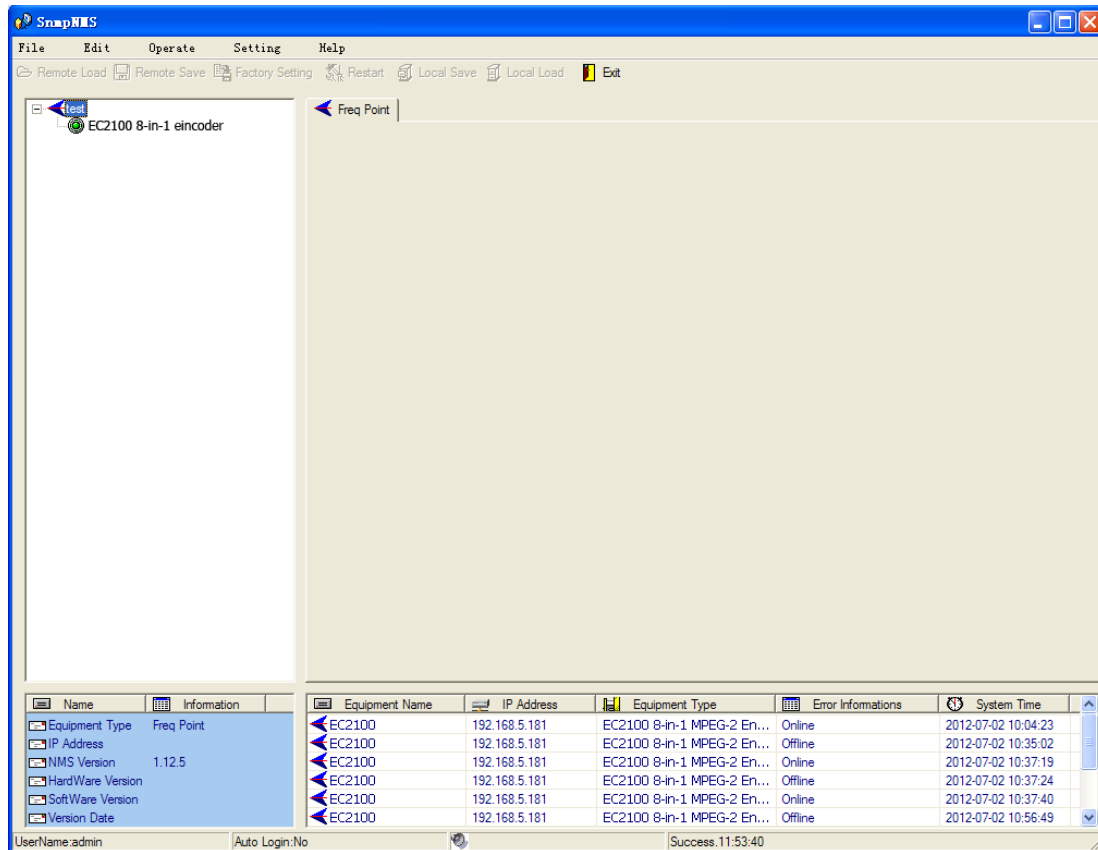 SnmpNMS
File Edit Operate Setting Help
Remote Load Remote Save Factory Setting Restart Local Save Local Load Exit
test
EC2100 8-in-1 eincoder
Freq Point
Name Information
Equipment Type Freq Point
IP Address
NMS Version 1.12.5
HardWare Version
SoftWare Version
Version Date
Equipment Name IP Address Equipment Type Error Informations System Time
EC2100 192.168.5.181 EC2100 8-in-1 MPEG-2 En... Online 2012-07-02 10:04:23
EC2100 192.168.5.181 EC2100 8-in-1 MPEG-2 En... Offline 2012-07-02 10:35:02
EC2100 192.168.5.181 EC2100 8-in-1 MPEG-2 En... Online 2012-07-02 10:37:19
EC2100 192.168.5.181 EC2100 8-in-1 MPEG-2 En... Offline 2012-07-02 10:37:24
EC2100 192.168.5.181 EC2100 8-in-1 MPEG-2 En... Online 2012-07-02 10:37:40
EC2100 192.168.5.181 EC2100 8-in-1 MPEG-2 En... Offline 2012-07-02 10:56:49
UserName:admin Auto Login:No Success.11:53:40